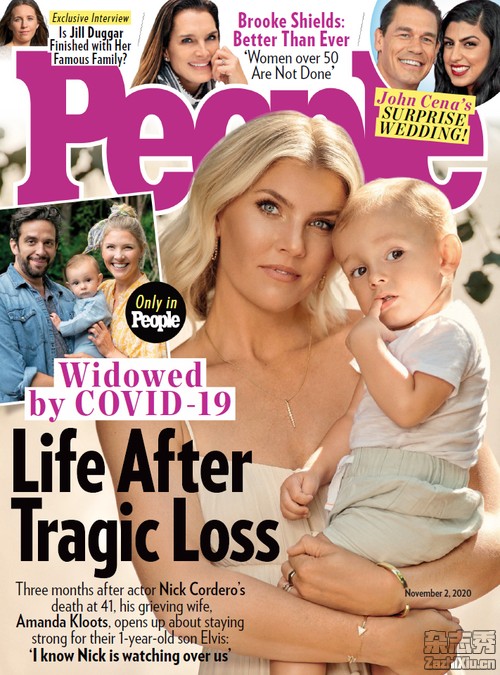 Exclusive Interview
Is Jill Duggar
Finished with Her
Famous Family?
Brooke Shields:
Better Than Ever
‘Women over 50
Are Not Done’
John Cena’s
SURPRISE
WEDDING!
People
Only in
People
Widowed
by COVID-19
Life After
Tragic Loss
Three months after actor Nick Cordero’s
death at 41, his grieving wife,
Amanda Kloots, opens up about staying
strong for their 1-year-old son Elvis:
‘I know Nick is watching over us’
November 2, 2020
杂志秀
ZaZhiXiu.cn